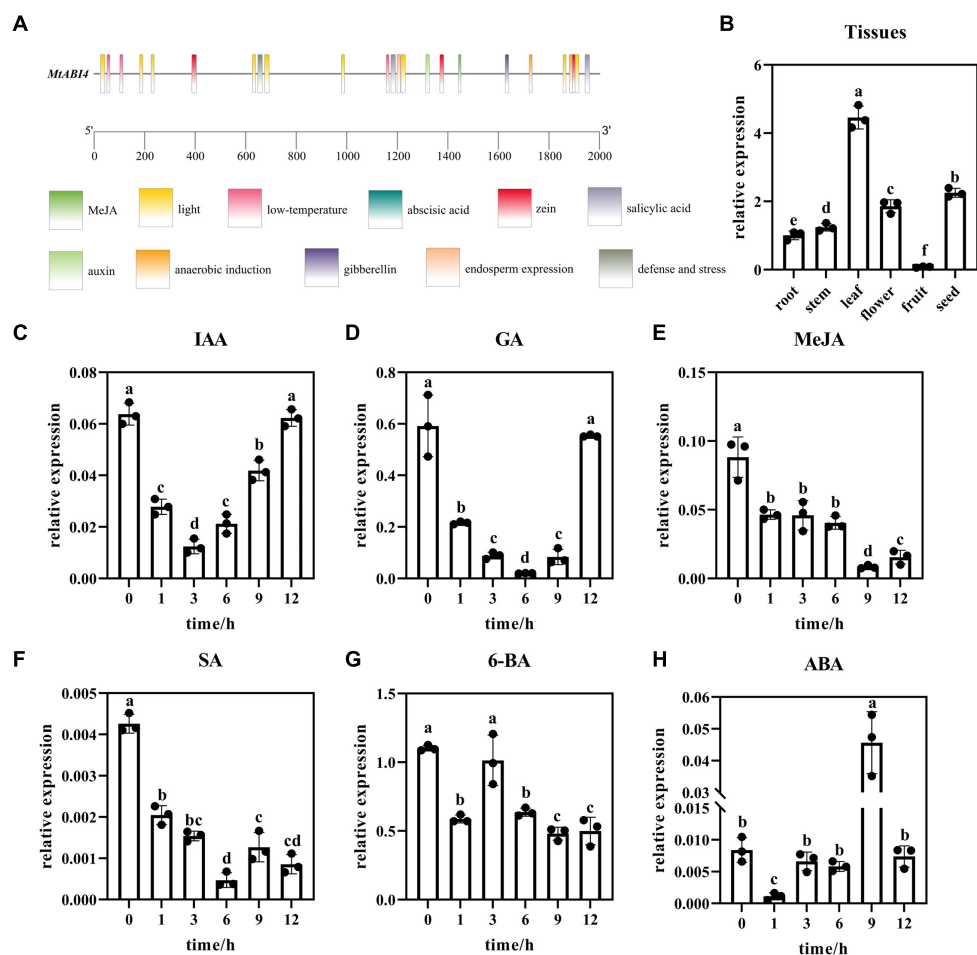 A
MtABI4
5' 3'
0 200 400 600 800 1000 1200 1400 1600 1800 2000
MeJA light low-temperature abscisic acid zein salicylic acid
auxin anaerobic induction gibberellin endosperm expression defense and stress
B
Tissues
relative expression
6
4
2
0
e d a c f b
root stem leaf flower fruit seed
C
IAA
relative expression
0.08
0.06
0.04
0.02
0.00
a c d c b a
0 1 3 6 9 12
time/h
D
GA
relative expression
0.8
0.6
0.4
0.2
0.0
a b c d c a
0 1 3 6 9 12
time/h
E
MeJA
relative expression
0.15
0.10
0.05
0.00
a b b b d c
0 1 3 6 9 12
time/h
F
SA
relative expression
0.005
0.004
0.003
0.002
0.001
0.000
a b bc d c cd
0 1 3 6 9 12
time/h
G
6-BA
relative expression
1.5
1.0
0.5
0.0
a b a b c c
0 1 3 6 9 12
time/h
H
ABA
relative expression
0.06
0.05
0.04
0.03
0.015
0.010
0.005
0.000
b c b b a b
0 1 3 6 9 12
time/h